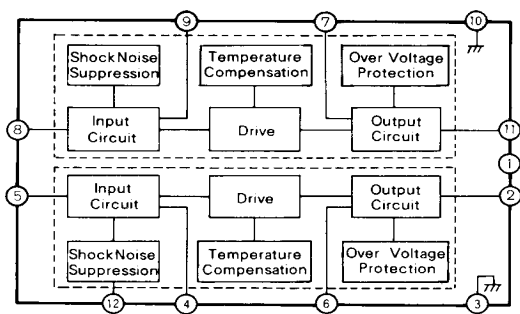 9 7 10
Shock Noise Suppression
Temperature Compensation
Over Voltage Protection
8
Input Circuit
Drive
Output Circuit
11
1
5
Input Circuit
Drive
Output Circuit
2
Shock Noise Suppression
Temperature Compensation
Over Voltage Protection
12 4 6 3